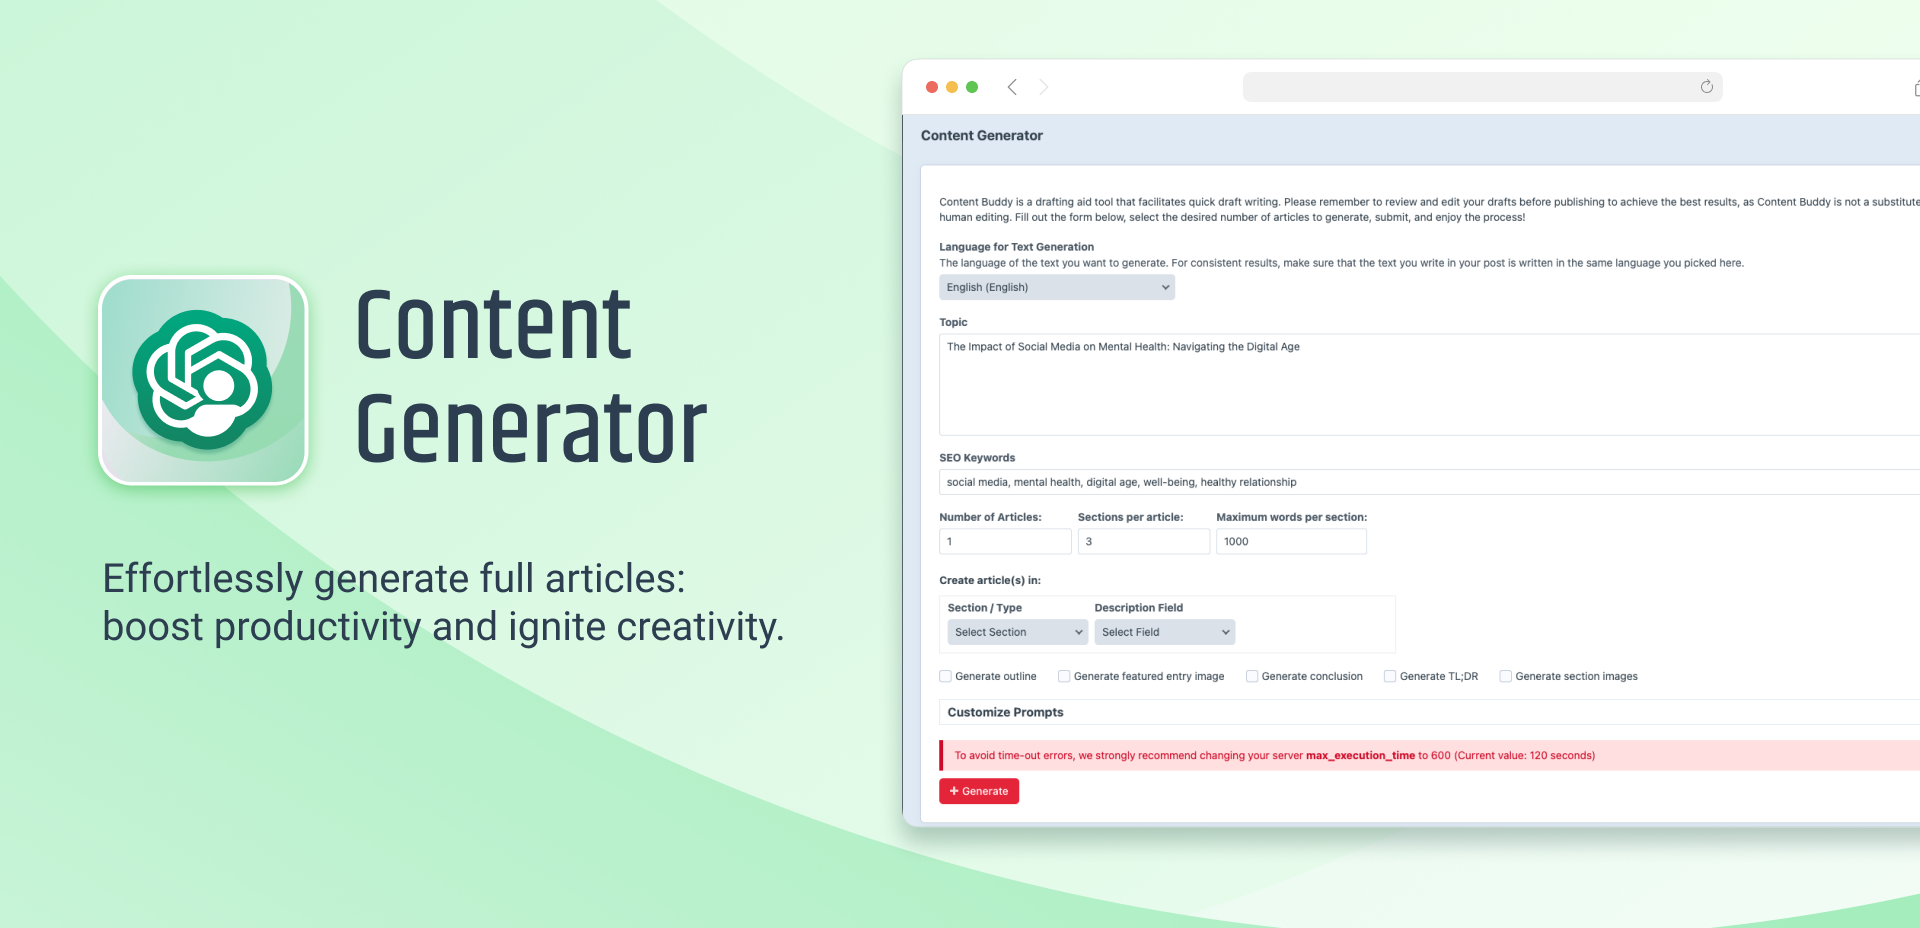 Content
Generator
Effortlessly generate full articles:
boost productivity and ignite creativity.
Content Generator
Content Buddy is a drafting aid tool that facilitates quick draft writing. Please remember to review and edit your drafts before publishing to achieve the best results, as Content Buddy is not a substitute
human editing. Fill out the form below, select the desired number of articles to generate, submit, and enjoy the process!
Language for Text Generation
The language of the text you want to generate. For consistent results, make sure that the text you write in your post is written in the same language you picked here.
English (English)
Topic
The Impact of Social Media on Mental Health: Navigating the Digital Age
SEO Keywords
social media, mental health, digital age, well-being, healthy relationship
Number of Articles: Sections per article: Maximum words per section:
1 3 1000
Create article(s) in:
Section / Type Description Field
Select Section Select Field
Generate outline Generate featured entry image Generate conclusion Generate TL;DR Generate section images
Customize Prompts
To avoid time-out errors, we strongly recommend changing your server max_execution_time to 600 (Current value: 120 seconds)
+ Generate